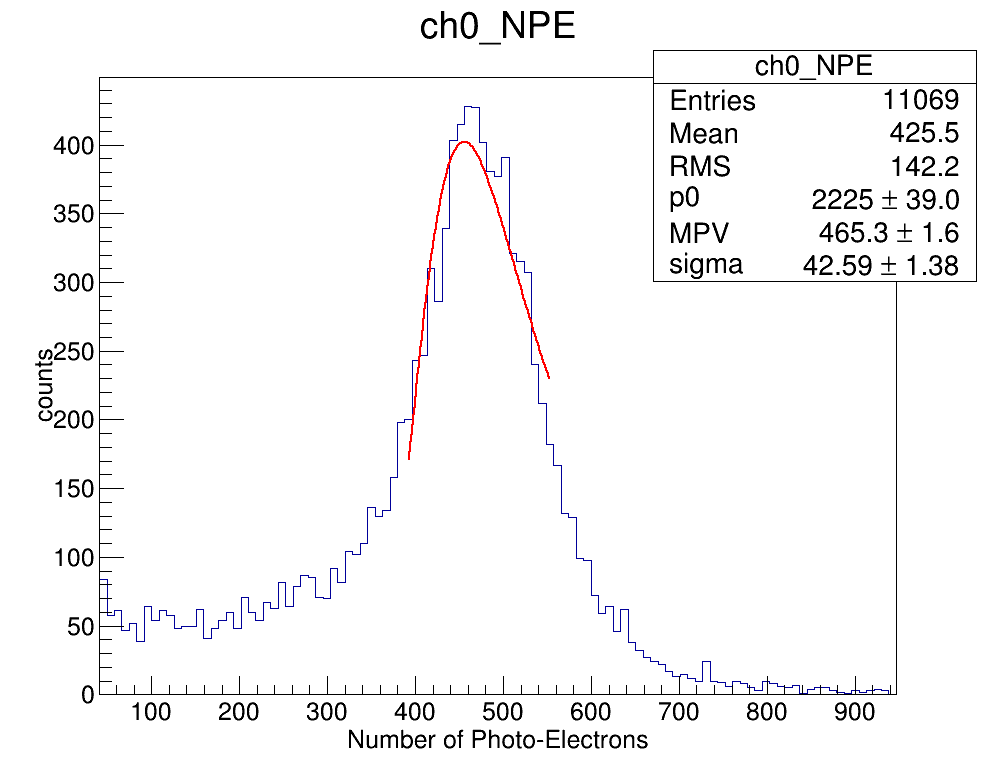 ch0_NPE
ch0_NPE
Entries 11069
Mean 425.5
RMS 142.2
p0 2225 ± 39.0
MPV 465.3 ± 1.6
sigma 42.59 ± 1.38
counts
400
350
300
250
200
150
100
50
0
100 200 300 400 500 600 700 800 900
Number of Photo-Electrons